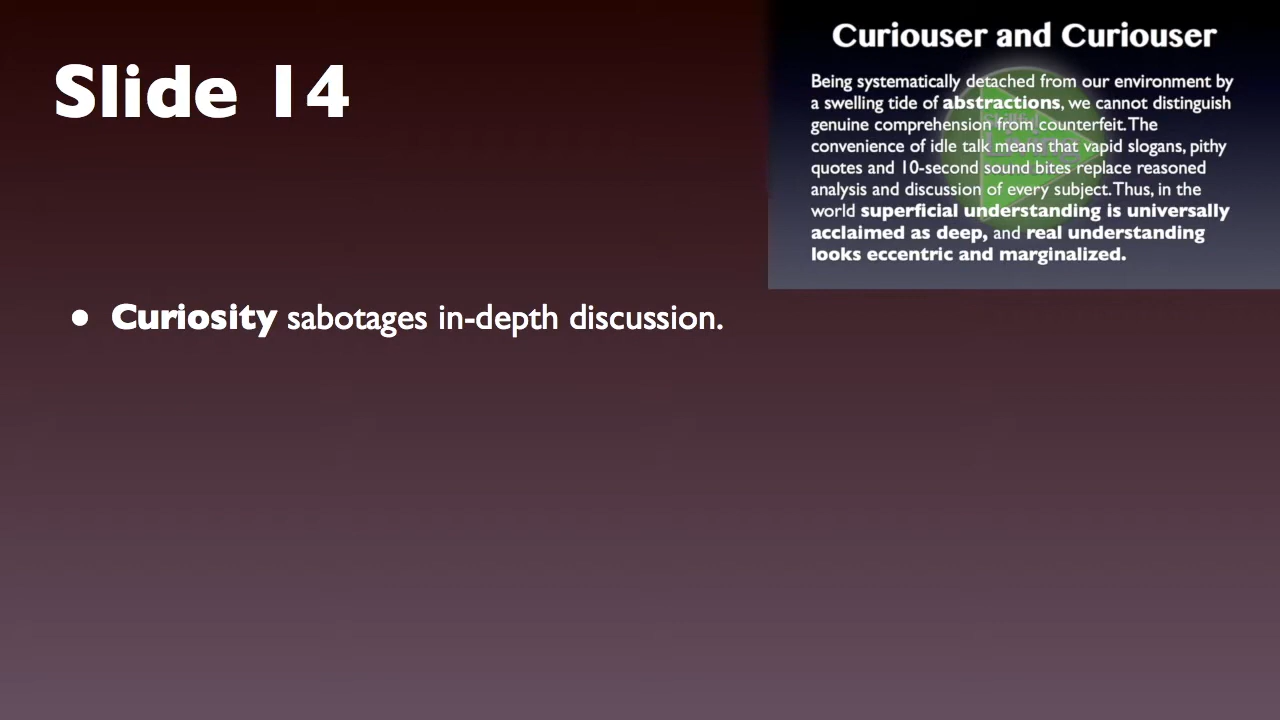 Slide 14
Curiouser and Curiouser
Being systematically detached from our environment by
a swelling tide of abstractions, we cannot distinguish
genuine comprehension from counterfeit. The
convenience of idle talk means that vapid slogans, pithy
quotes and 10-second sound bites replace reasoned
analysis and discussion of every subject. Thus, in the
world superficial understanding is universally
acclaimed as deep, and real understanding
looks eccentric and marginalized.
• Curiosity sabotages in-depth discussion.